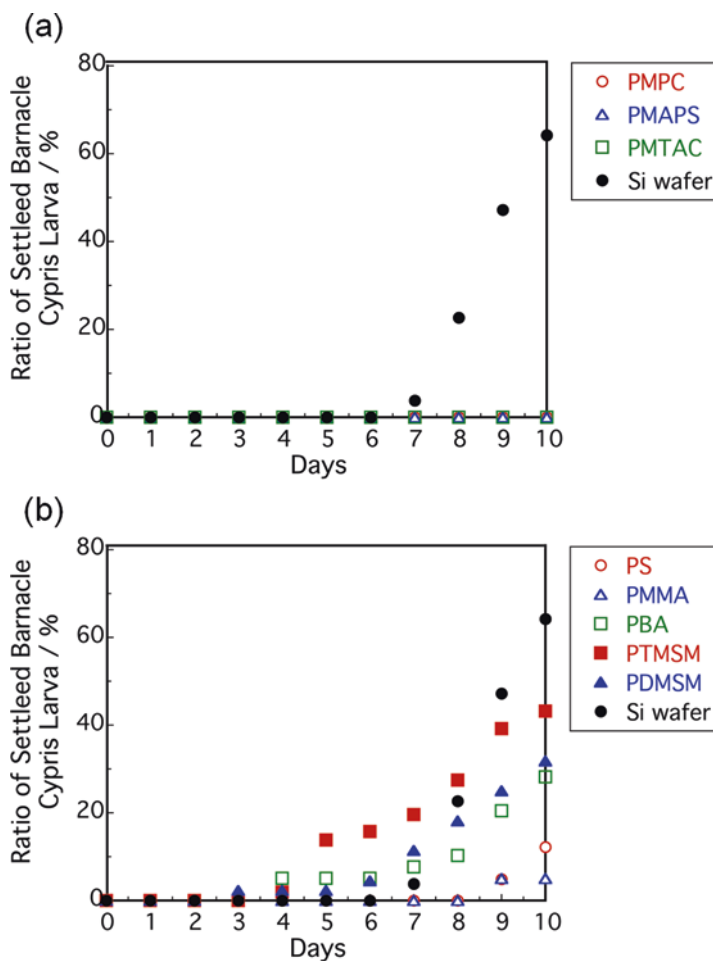 (a)
Ratio of Settleed Barnacle
Cypris Larva / %
80
60
40
20
0
0 1 2 3 4 5 6 7 8 9 10
Days
PMPC
PMAPS
PMTAC
Si wafer
(b)
Ratio of Settleed Barnacle
Cypris Larva / %
80
60
40
20
0
0 1 2 3 4 5 6 7 8 9 10
Days
PS
PMMA
PBA
PTMSM
PDMSM
Si wafer